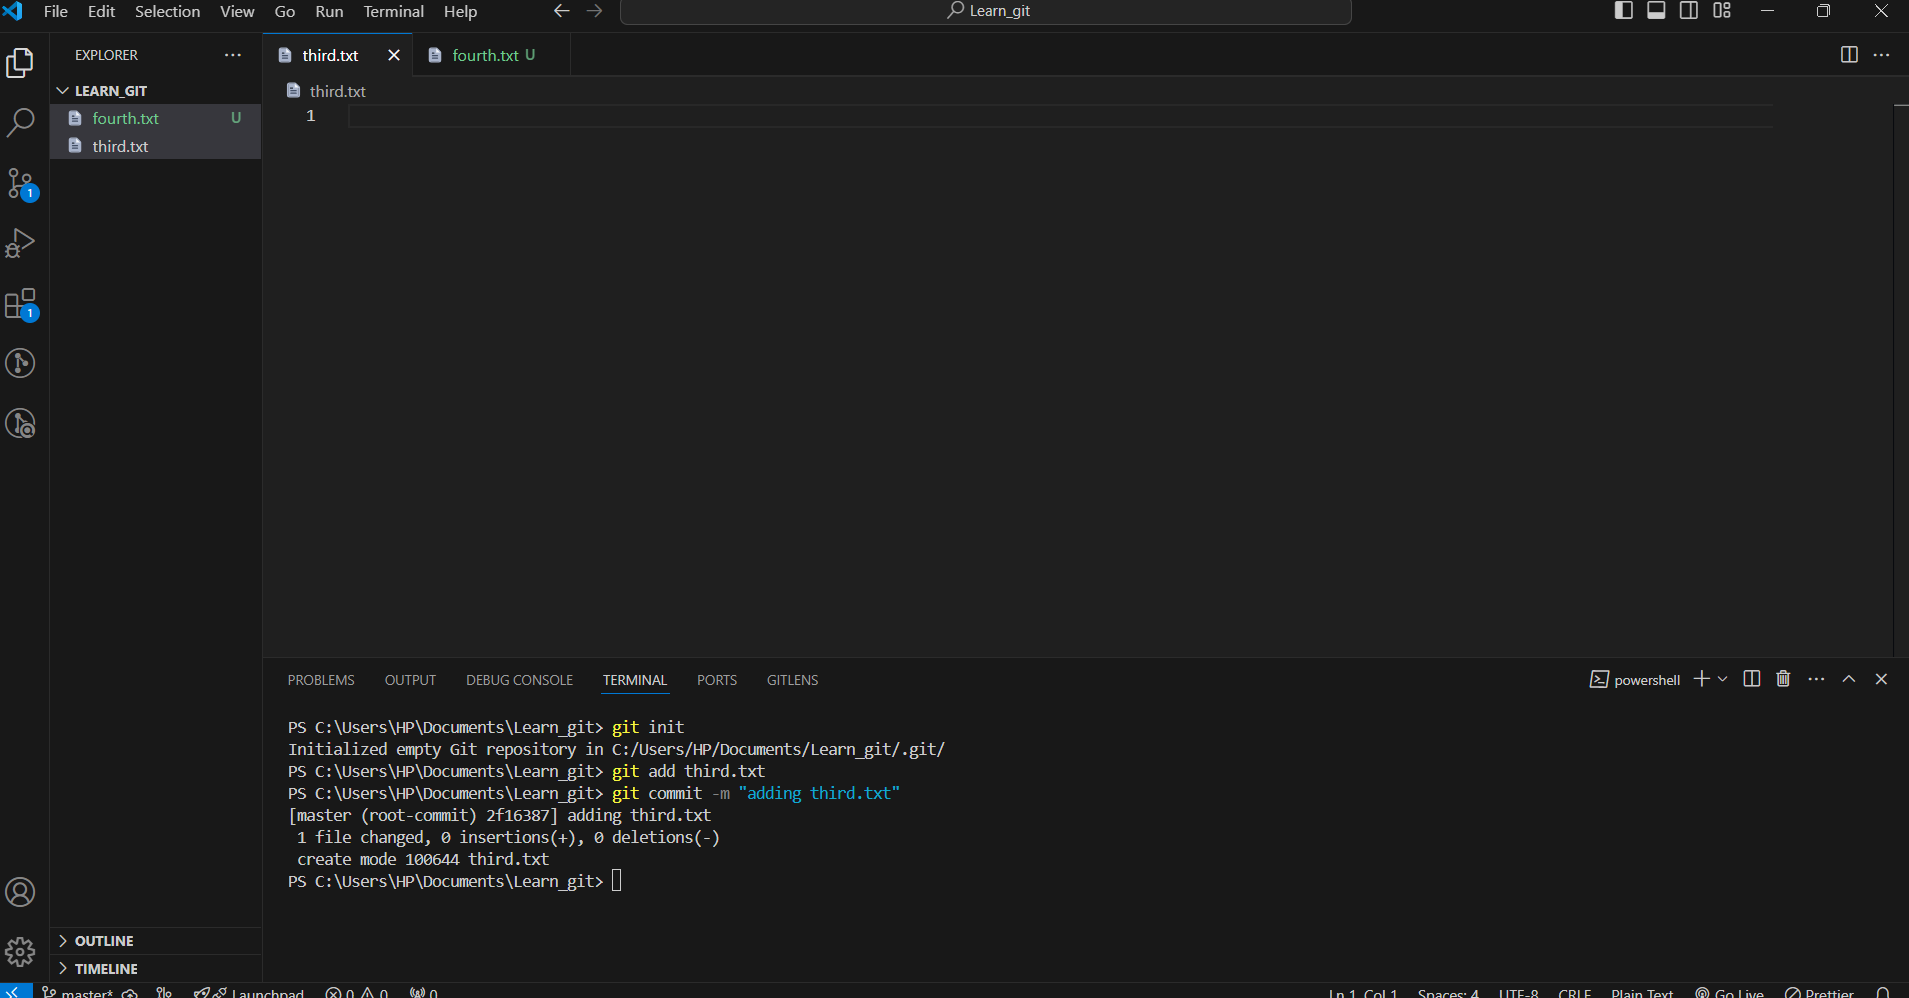 File Edit Selection View Go Run Terminal Help
Learn_git
EXPLORER
LEARN_GIT
fourth.txt U
third.txt
1
1
third.txt
fourth.txt U
third.txt
1
PROBLEMS OUTPUT DEBUG CONSOLE TERMINAL PORTS GITLENS
powershell
PS C:\Users\HP\Documents\Learn_git> git init
Initialized empty Git repository in C:/Users/HP/Documents/Learn_git/.git/
PS C:\Users\HP\Documents\Learn_git> git add third.txt
PS C:\Users\HP\Documents\Learn_git> git commit -m "adding third.txt"
[master (root-commit) 2f16387] adding third.txt
1 file changed, 0 insertions(+), 0 deletions(-)
create mode 100644 third.txt
PS C:\Users\HP\Documents\Learn_git>
OUTLINE
TIMELINE
master* Launchpad 0 0 0 Ln 1, Col 1 Spaces: 4 UTF-8 CRLF Plain Text Go Live Prettier